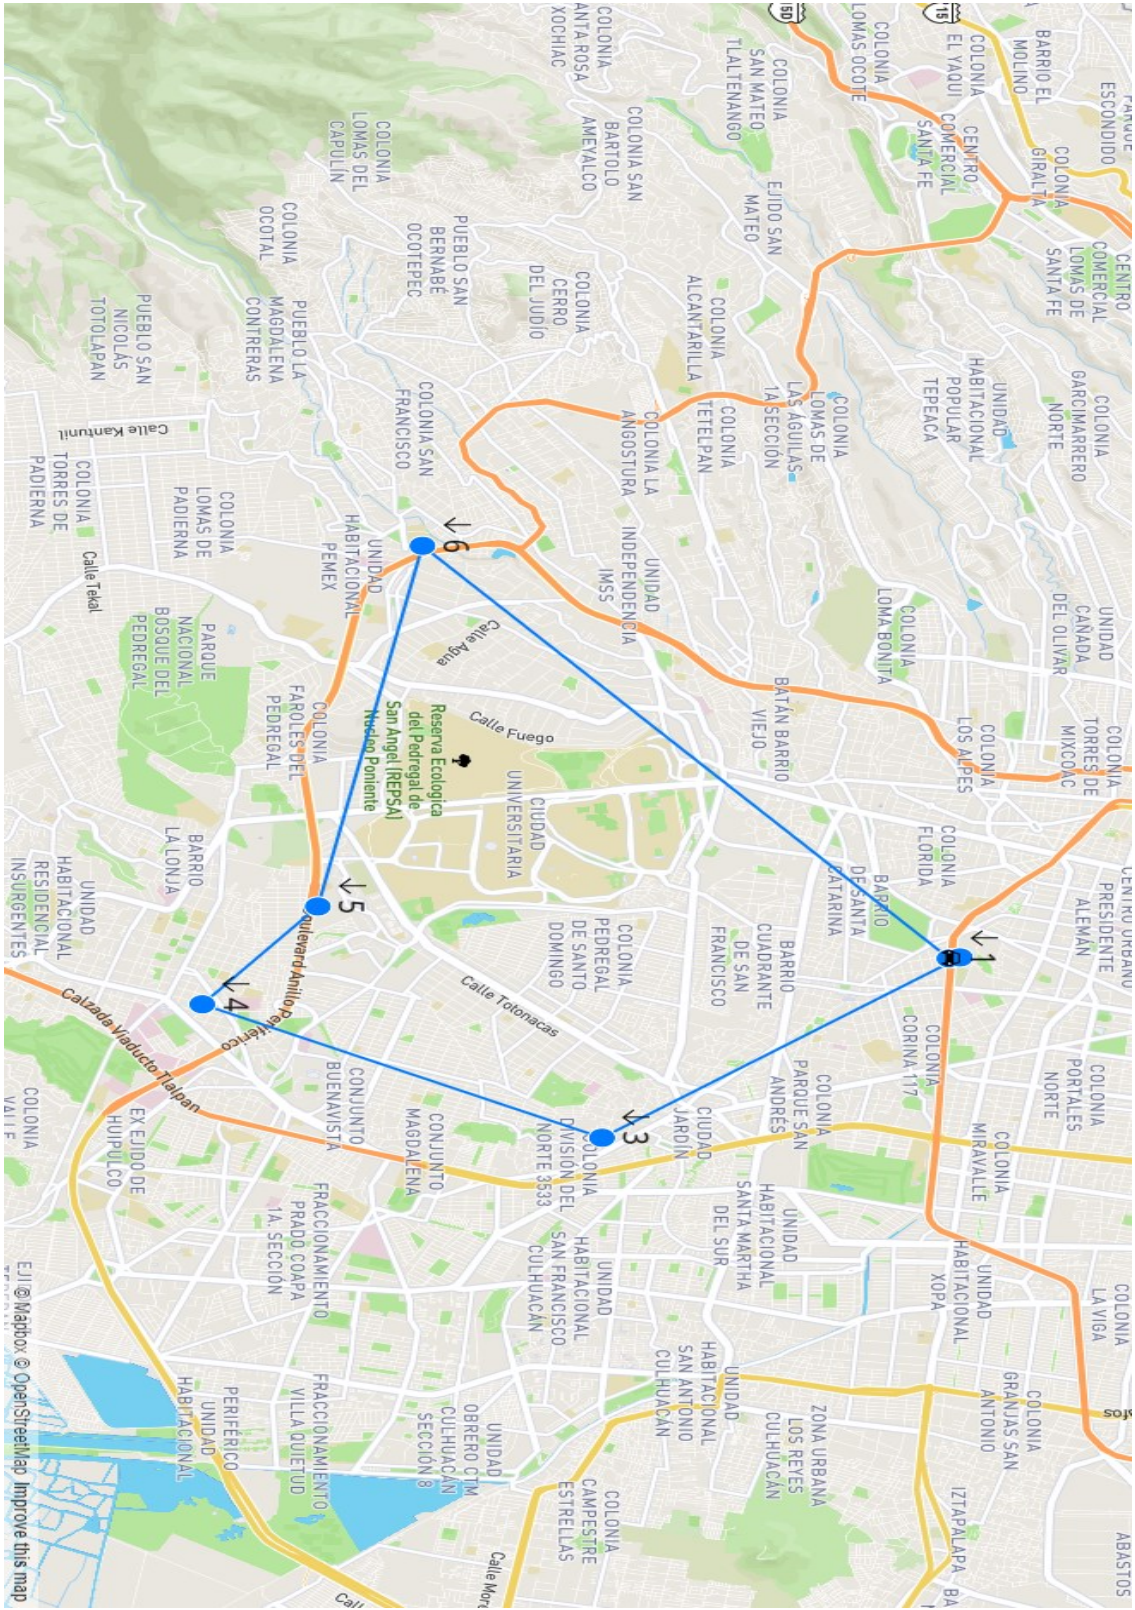 PARQUE
ESCONDIDO
BARRIO EL
MOLINO
15
COLONIA
EL YAQUI
COLONIA
LOMAS OCOTE
15D
COLONIA
SAN MATEO
TLALTENANGO
COLONIA
SANTA ROSA
XOCHIAC
COLONIA
GIRALTA
CENTRO
COMERCIAL
SANTA FE
COLONIA SAN
BARTOLO
AMEYALCO
COLONIA
LOMAS DEL
CAPULÍN
CENTRO
COMERCIAL
LOMAS DE
SANTA FE
EJIDO SAN
MATEO
PUEBLO SAN
BERNABÉ
OCOTEPEC
COLONIA
OCOTAL
COLONIA
CERRO
DEL JUDÍO
COLONIA
ALCANTARILLA
PUEBLO LA
MAGDALENA
CONTRERAS
PUEBLO SAN
NICOLÁS
TOTOLAPAN
COLONIA
GARCIMARRERO
NORTE
UNIDAD
HABITACIONAL
POPULAR
TEPEACA
COLONIA
LOMAS DE
LAS ÁGUILAS
1A SECCIÓN
COLONIA
TETELPAN
COLONIA LA
ANGOSTURA
COLONIA SAN
FRANCISCO
Calle Kantunil
COLONIA
TORRES DE
PADIERNA
COLONIA
LOMAS DE
PADIERNA
UNIDAD
HABITACIONAL
PEMEX
Calle Tekal
6
UNIDAD
INDEPENDENCIA
IMSS
UNIDAD
CAÑADA
DEL OLIVAR
COLONIA
LOMA BONITA
PARQUE
NACIONAL
BOSQUE DEL
PEDREGAL
Calle Agua
Calle Fuego
BATÁN BARRIO
VIEJO
COLONIA
TORRES DE
MIXCOAC
COLONIA
LOS ALPES
COLONIA
FAROLES DEL
PEDREGAL
Reserva Ecologica
del Pedregal de
San Angel (REPSA)
Nucleo Poniente
CIUDAD
UNIVERSITARIA
COLONIA
FLORIDA
BARRIO
DE SANTA
CATARINA
CENTRO URBANO
PRESIDENTE
ALEMÁN
BARRIO
LA LONJA
UNIDAD
HABITACIONAL
RESIDENCIAL
INSURGENTES
5
1
BARRIO
CUADRANTE
DE SAN
FRANCISCO
COLONIA
PEDREGAL
DE SANTO
DOMINGO
Boulevard Anillo Periférico
4
Calle Totonacas
Calzada Viaducto Tlalpan
COLONIA
CORINA 117
COLONIA
PORTALES
NORTE
COLONIA
PARQUE SAN
ANDRÉS
CIUDAD
JARDÍN
3
COLONIA
DIVISIÓN DEL
NORTE 3533
CONJUNTO
BUENAVISTA
CONJUNTO
MAGDALENA
EX EJIDO DE
HUIPULCO
COLONIA
VALLE
COLONIA
MIRAVALLE
UNIDAD
HABITACIONAL
SANTA MARTHA
DEL SUR
FRACCIONAMIENTO
PRADO COAPA
1A. SECCIÓN
UNIDAD
HABITACIONAL
SAN FRANCISCO
CULHUACÁN
UNIDAD
HABITACIONAL
XOPA
COLONIA
LA VIGA
UNIDAD
HABITACIONAL
SAN ANTONIO
CULHUACÁN
COLONIA
GRANJAS SAN
ANTONIO
ZONA URBANA
LOS REYES
CULHUACÁN
UNIDAD
OBRERO CTM
CULHUACÁN
SECCIÓN 8
FRACCIONAMIENTO
VILLA QUIETUD
PERIFÉRICO
UNIDAD
HABITACIONAL
COLONIA
CAMPESTRE
ESTRELLAS
IZTAPALAPA
ABASTOS
© Mapbox © OpenStreetMap Improve this map